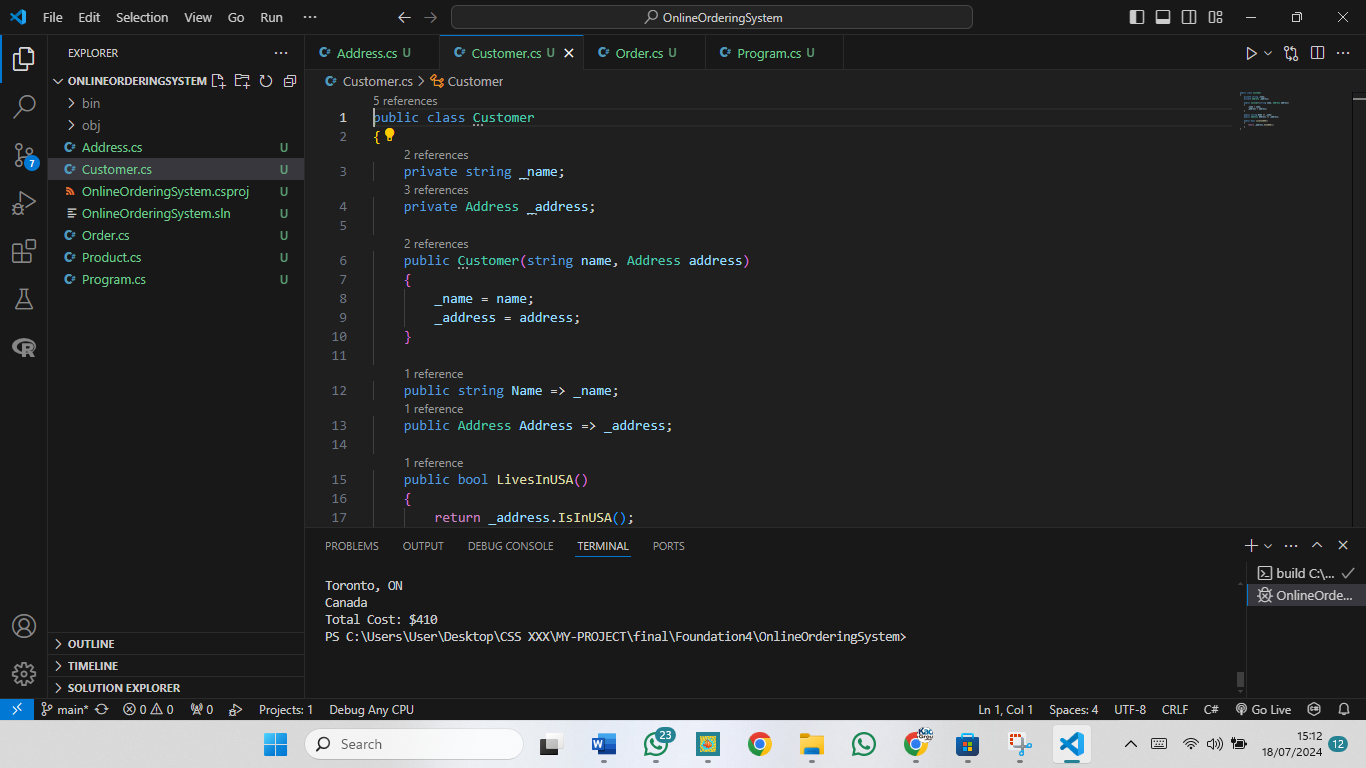 File Edit Selection View Go Run ··· OnlineOrderingSystem
EXPLORER ···
ONLINEORDERINGSYSTEM
bin
obj
Address.cs U
Customer.cs U
OnlineOrderingSystem.csproj U
OnlineOrderingSystem.sln U
Order.cs U
Product.cs U
Program.cs U
7
OUTLINE
TIMELINE
SOLUTION EXPLORER
Address.cs U Customer.cs U Order.cs U Program.cs U
Customer.cs > Customer
5 references
1 public class Customer
2 {
2 references
3 private string _name;
3 references
4 private Address _address;
5
2 references
6 public Customer(string name, Address address)
7 {
8 _name = name;
9 _address = address;
10 }
11
1 reference
12 public string Name => _name;
1 reference
13 public Address Address => _address;
14
1 reference
15 public bool LivesInUSA()
16 {
17 return _address.IsInUSA();
PROBLEMS OUTPUT DEBUG CONSOLE TERMINAL PORTS
Toronto, ON
Canada
Total Cost: $410
PS C:\Users\User\Desktop\CSS XXX\MY-PROJECT\final\Foundation4\OnlineOrderingSystem>
build C:\...
OnlineOrde...
main* 0 0 0 Projects: 1 Debug Any CPU Ln 1, Col 1 Spaces: 4 UTF-8 CRLF C# Go Live
Search 23 15:12
18/07/2024 12